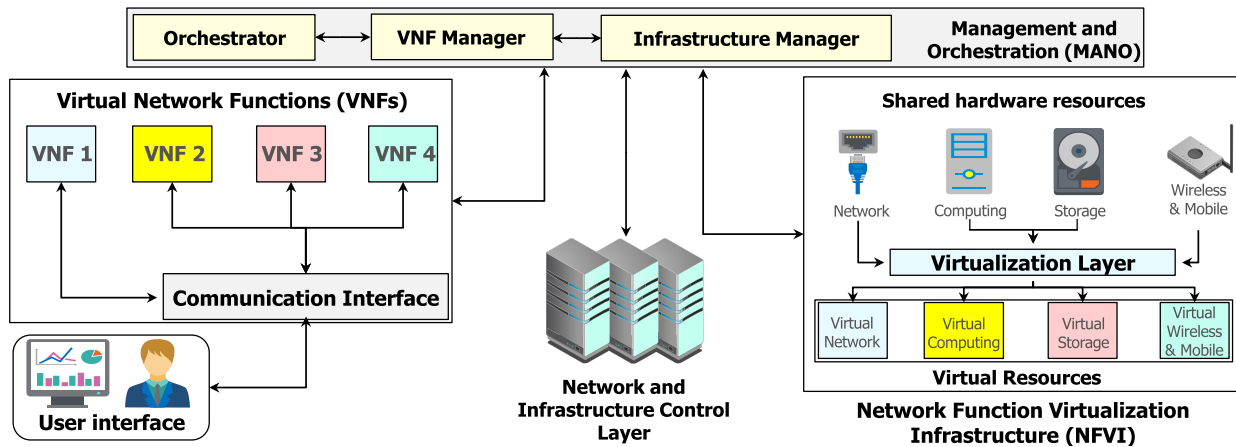 Orchestrator
VNF Manager
Infrastructure Manager
Management and
Orchestration (MANO)
Virtual Network Functions (VNFs)
VNF 1
VNF 2
VNF 3
VNF 4
Communication Interface
User interface
Network and
Infrastructure Control
Layer
Shared hardware resources
Network
Computing
Storage
Wireless
& Mobile
Virtualization Layer
Virtual
Network
Virtual
Computing
Virtual
Storage
Virtual
Wireless
& Mobile
Virtual Resources
Network Function Virtualization
Infrastructure (NFVI)